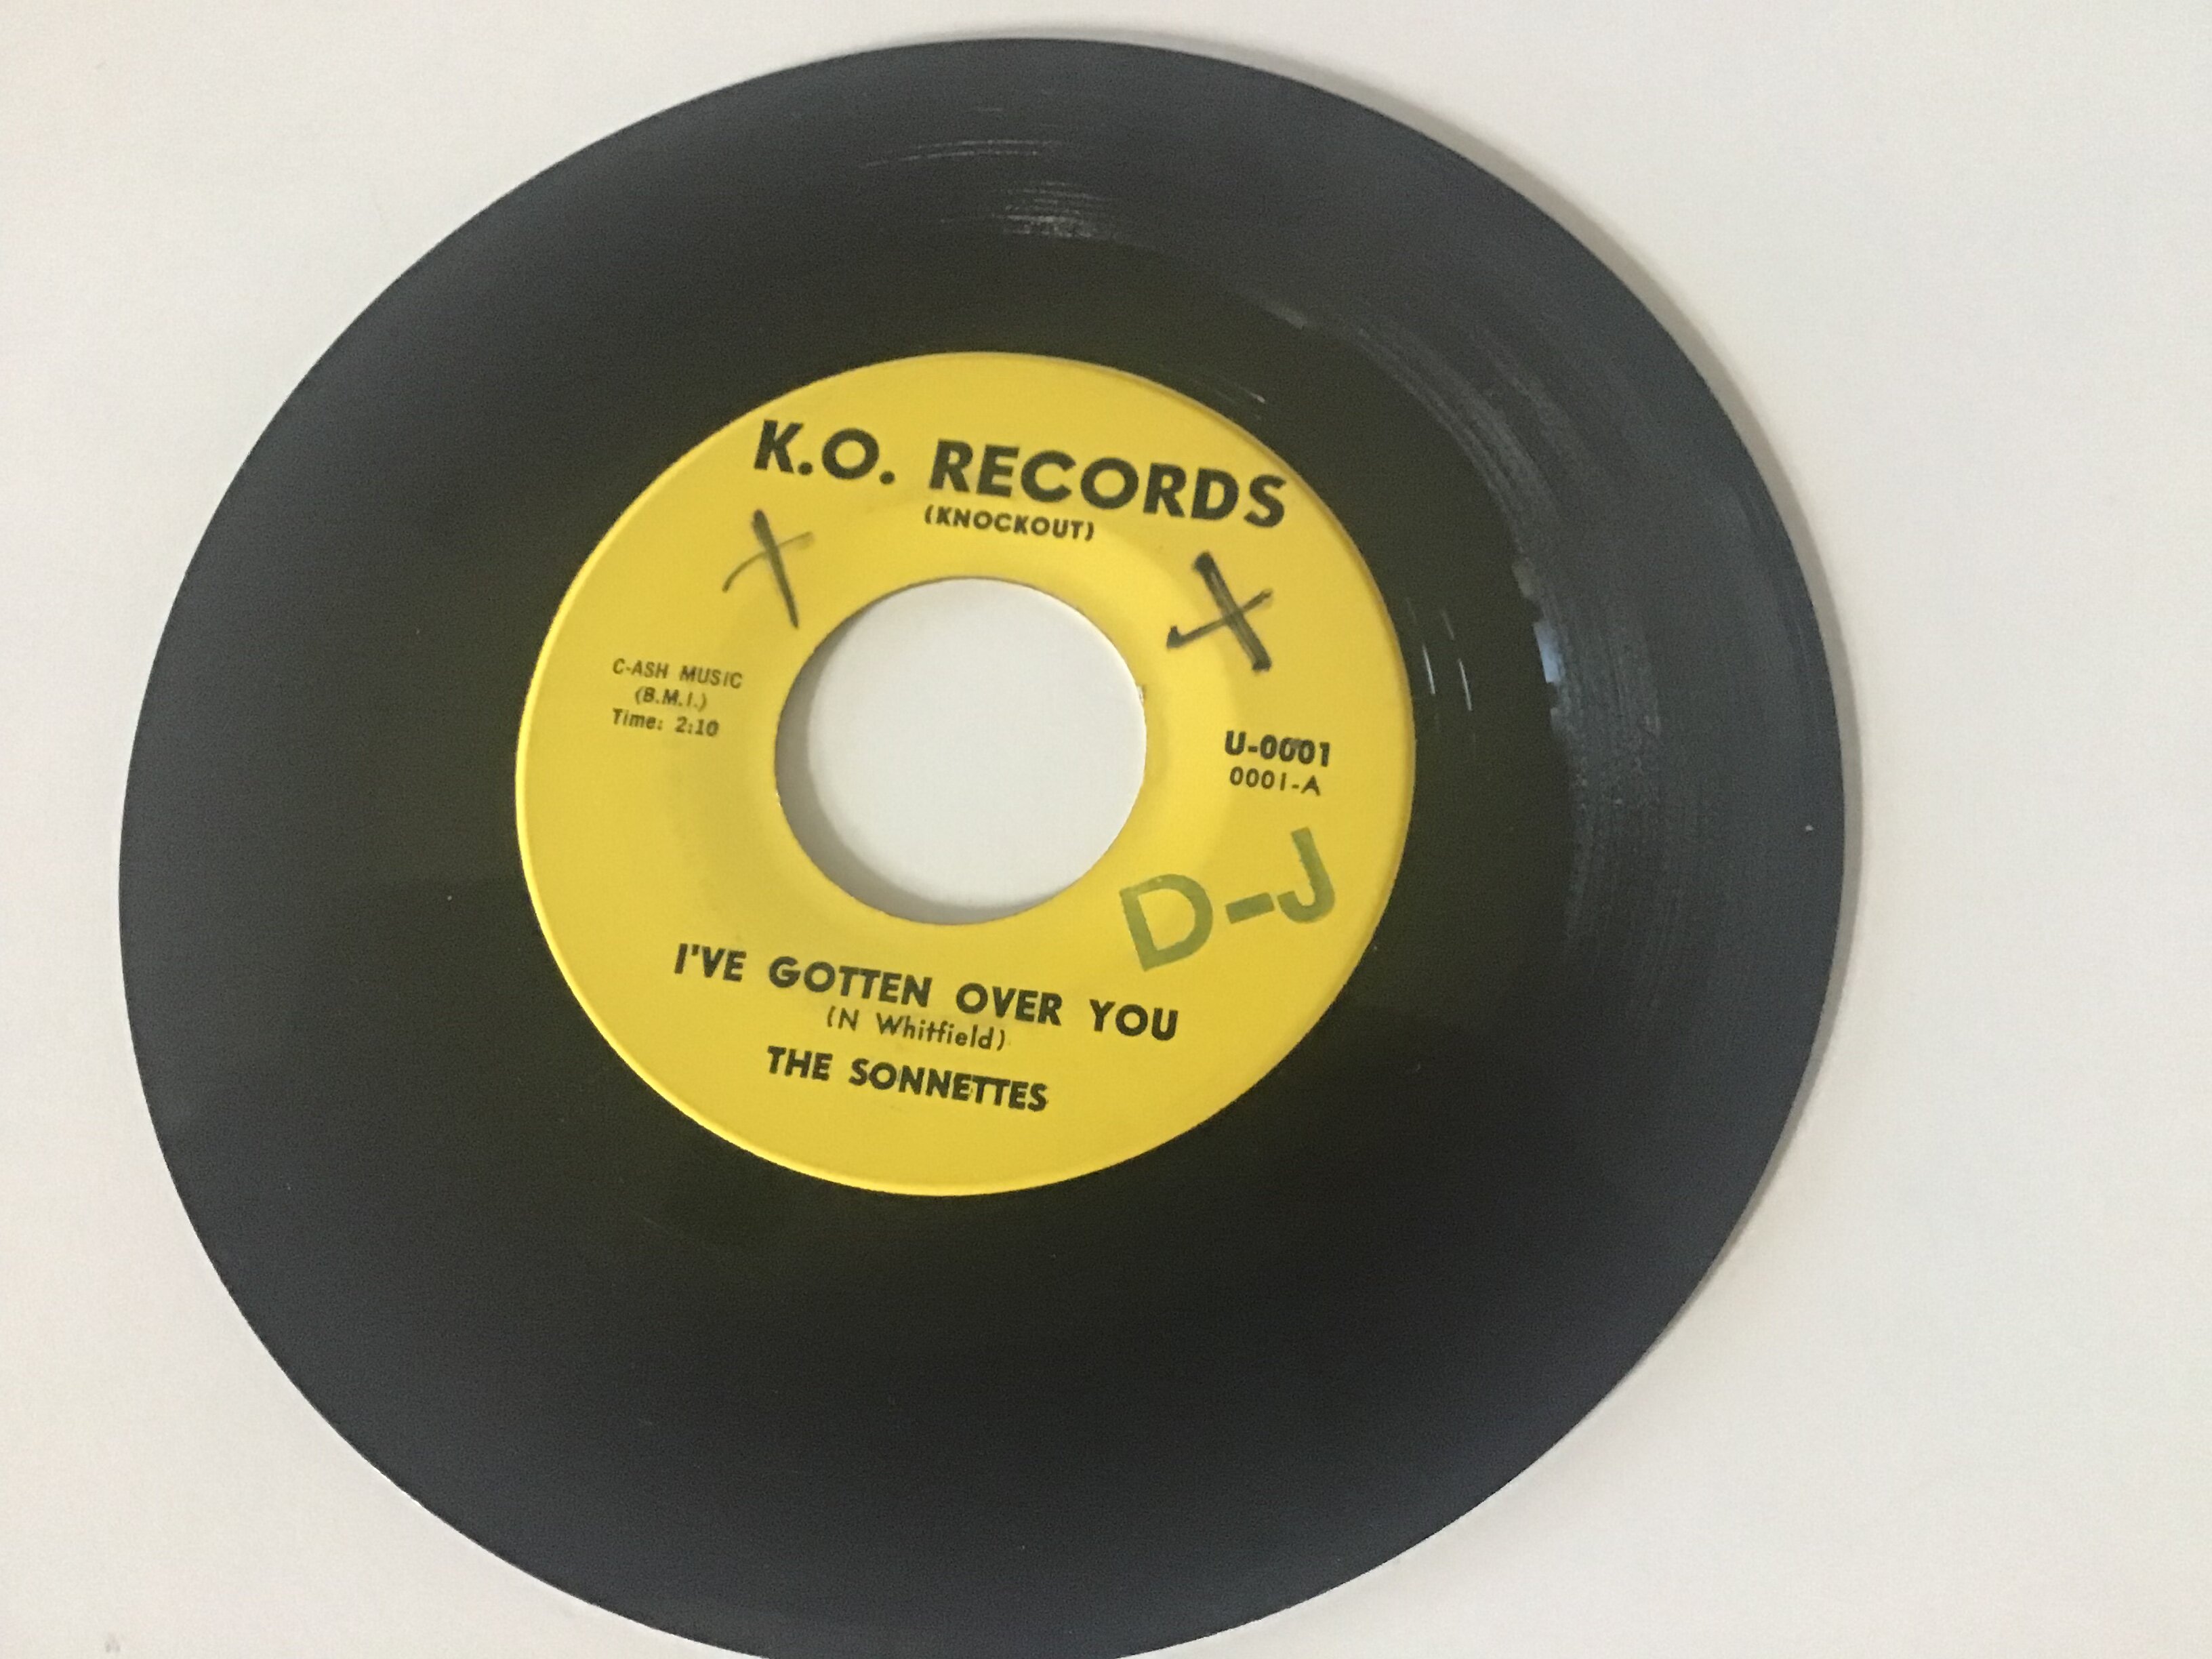 K.O. RECORDS
(KNOCKOUT)
X X
C-ASH MUSIC
(B.M.I.)
Time: 2:10
U-0001
0001-A
D-J
I'VE GOTTEN OVER YOU
(N Whitfield)
THE SONNETTES